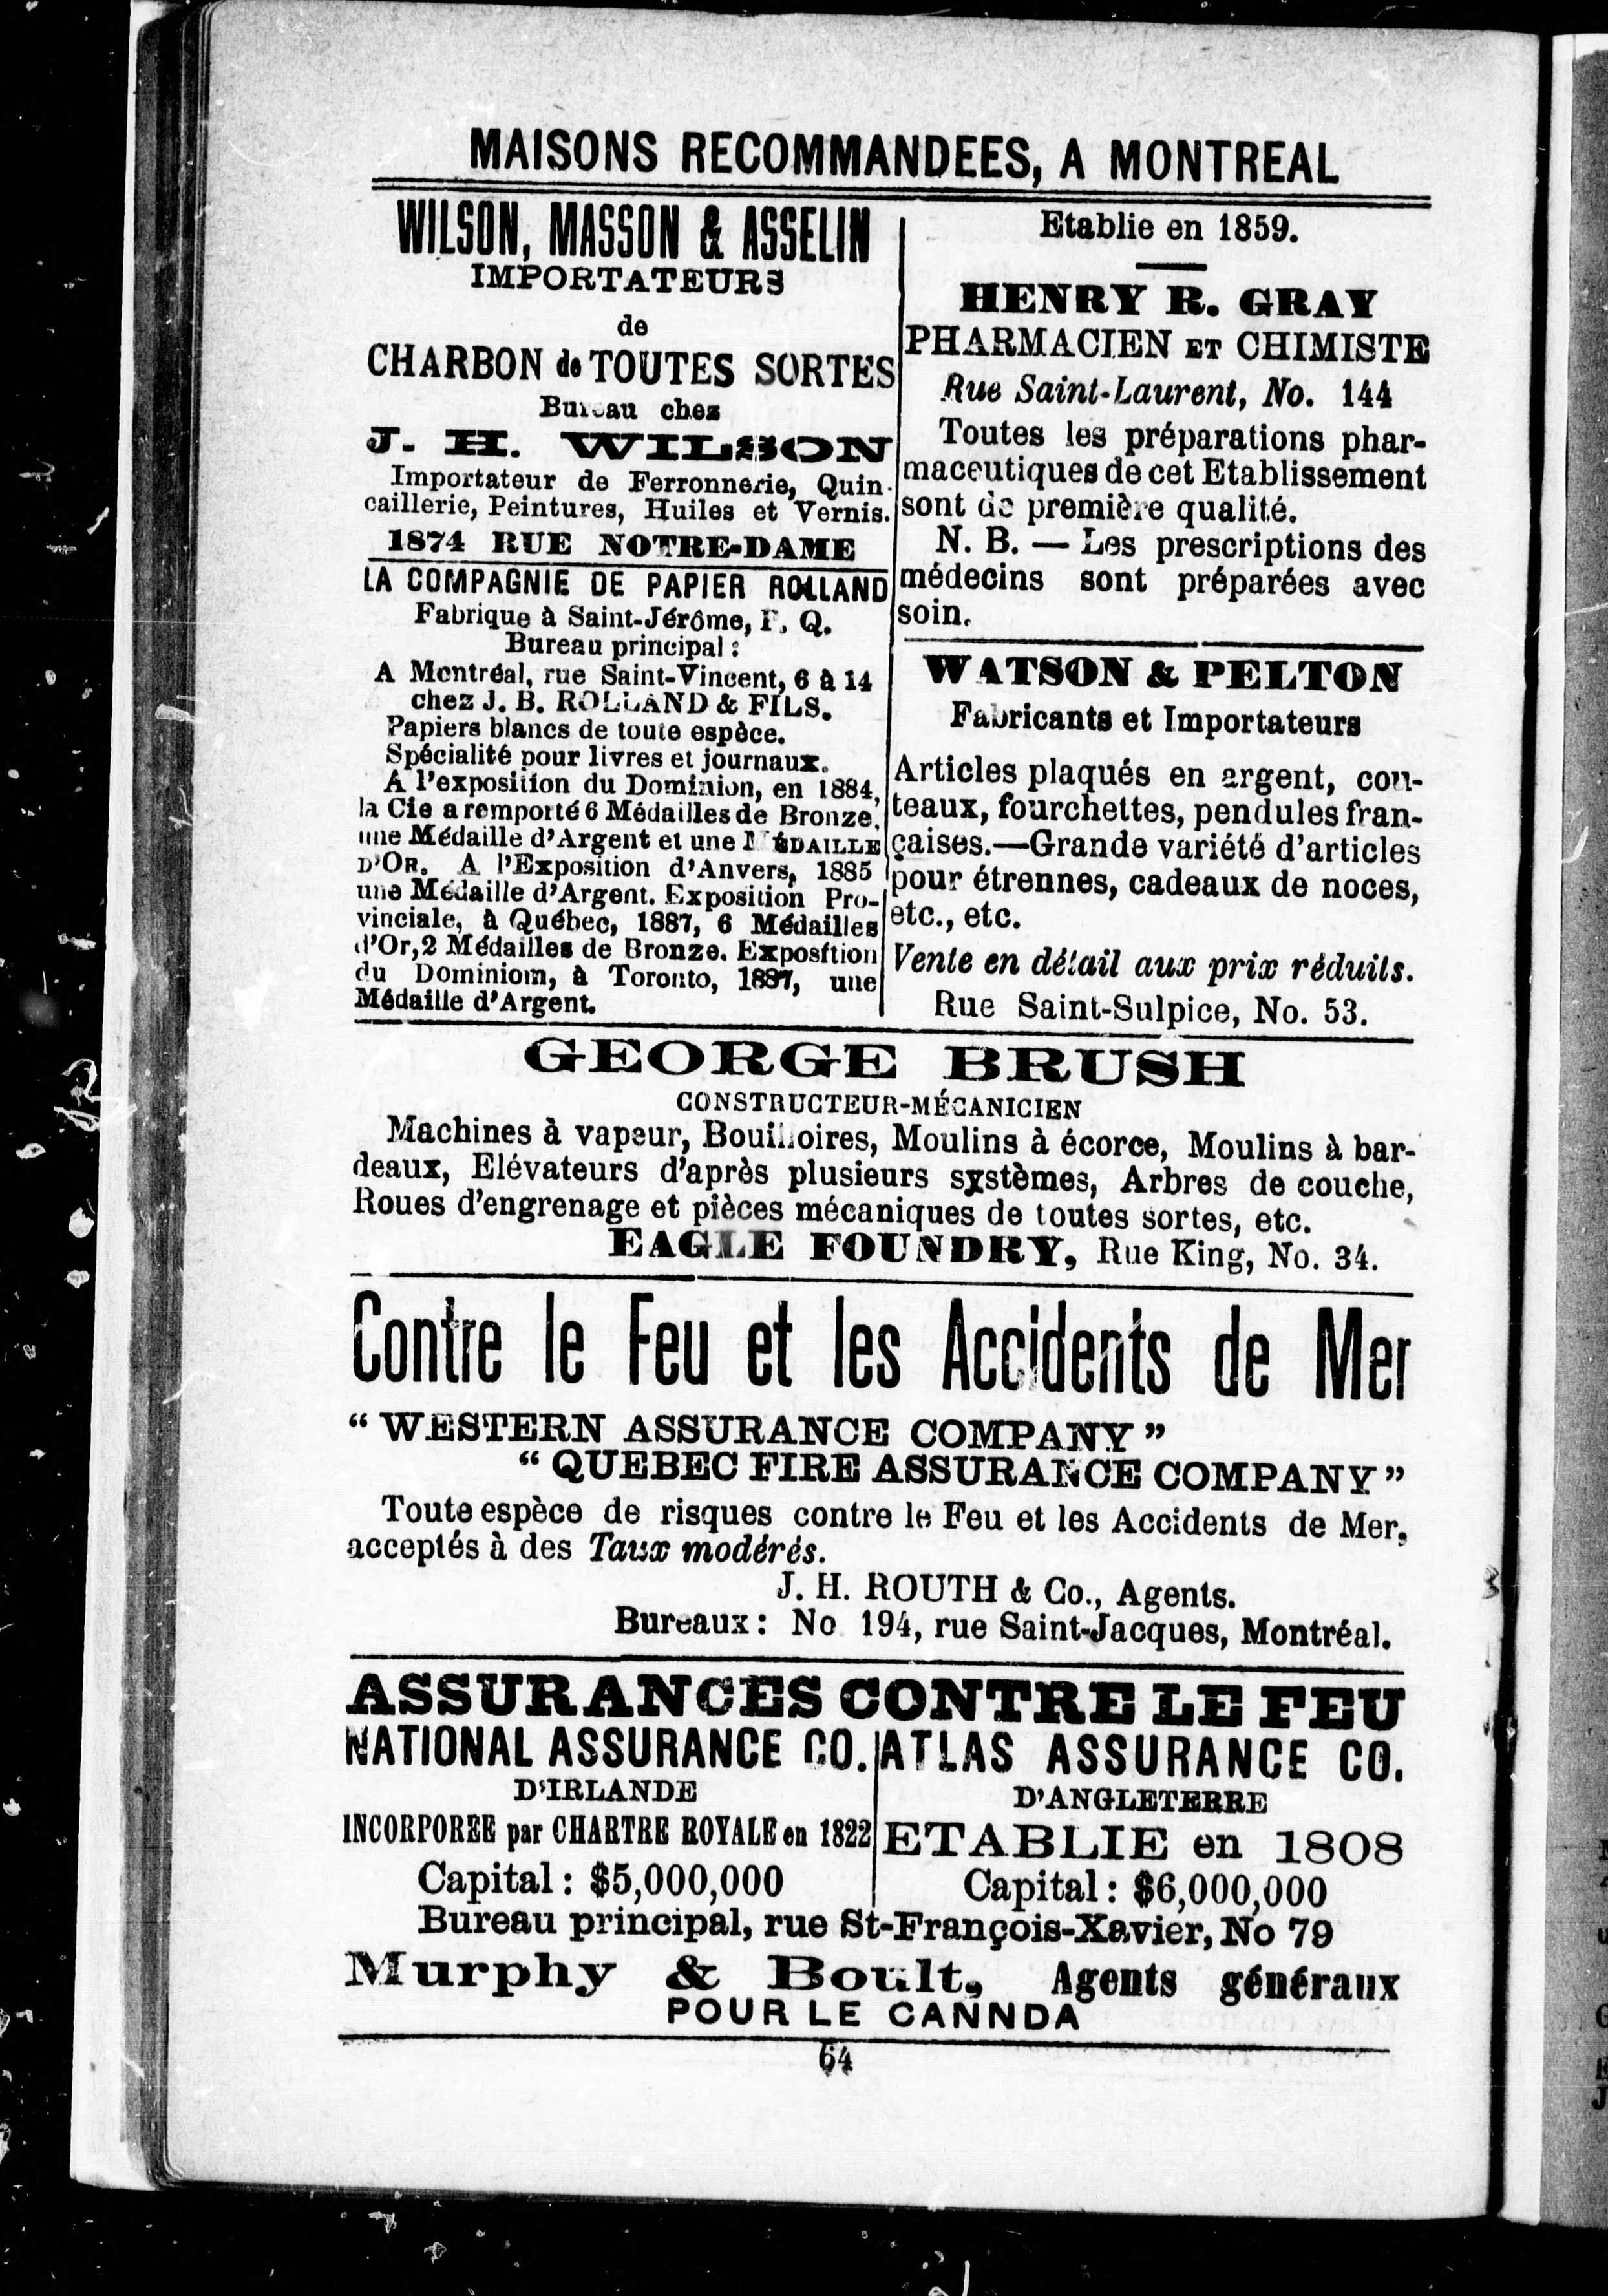 MAISONS RECOMMANDEES, A MONTREAL
WILSON, MASSON & ASSELIN
IMPORTATEURS
de
CHARBON de TOUTES SORTES
Bureau chez
J. H. WILSON
Importateur de Ferronnerie, Quin-
caillerie, Peintures, Huiles et Vernis.
1874 RUE NOTRE-DAME
LA COMPAGNIE DE PAPIER ROLLAND
Fabrique à Saint-Jérôme, P. Q.
Bureau principal :
A Montréal, rue Saint-Vincent, 6 à 14
chez J. B. ROLLAND & FILS.
Papiers blancs de toute espèce.
Spécialité pour livres et journaux.
A l'exposition du Dominion, en 1884,
la Cie a remporté 6 Médailles de Bronze,
une Médaille d'Argent et une MÉDAILLE
D'OR. A l'Exposition d'Anvers, 1885
une Médaille d'Argent. Exposition Pro-
vinciale, à Québec, 1887, 6 Médailles
d'Or, 2 Médailles de Bronze. Exposítion
du Dominiom, à Toronto, 1887, une
Médaille d'Argent.
Etablie en 1859.
HENRY R. GRAY
PHARMACIEN ET CHIMISTE
Rue Saint-Laurent, No. 144
Toutes les préparations phar-
maceutiques de cet Etablissement
sont de première qualité.
N. B. — Les prescriptions des
médecins sont préparées avec
soin.
WATSON & PELTON
Fabricants et Importateurs
Articles plaqués en argent, cou-
teaux, fourchettes, pendules fran-
çaises.—Grande variété d'articles
pour étrennes, cadeaux de noces,
etc., etc.
Vente en détail aux prix réduits.
Rue Saint-Sulpice, No. 53.
GEORGE BRUSH
CONSTRUCTEUR-MÉCANICIEN
Machines à vapeur, Bouilloires, Moulins à écorce, Moulins à bar-
deaux, Elévateurs d'après plusieurs systèmes, Arbres de couche,
Roues d'engrenage et pièces mécaniques de toutes sortes, etc.
EAGLE FOUNDRY, Rue King, No. 34.
Contre le Feu et les Accidents de Mer
" WESTERN ASSURANCE COMPANY "
" QUEBEC FIRE ASSURANCE COMPANY "
Toute espèce de risques contre le Feu et les Accidents de Mer,
acceptés à des Taux modérés.
J. H. ROUTH & Co., Agents.
Bureaux : No 194, rue Saint-Jacques, Montréal.
ASSURANCES CONTRE LE FEU
NATIONAL ASSURANCE CO.
D'IRLANDE
INCORPOREE par CHARTRE ROYALE en 1822
Capital : $5,000,000
ATLAS ASSURANCE CO.
D'ANGLETERRE
ETABLIE en 1808
Capital : $6,000,000
Bureau principal, rue St-François-Xavier, No 79
Murphy & Boult, Agents généraux
POUR LE CANNDA
64